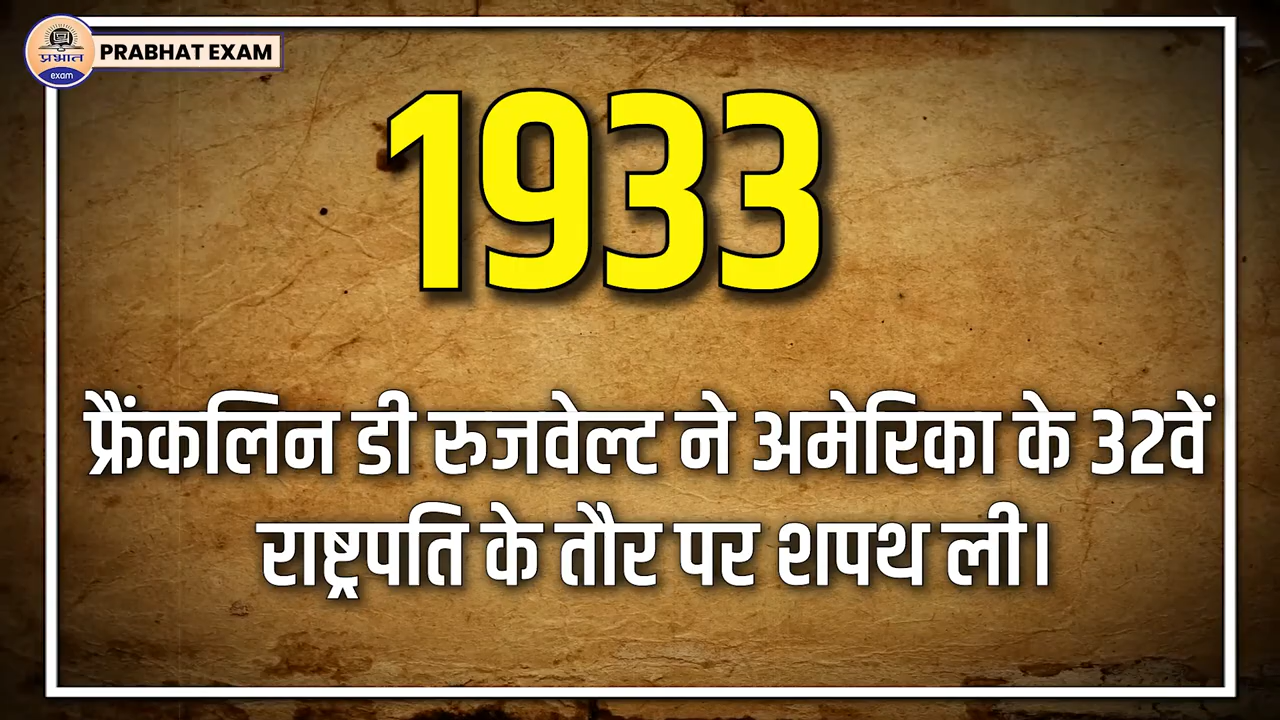 प्रभात
exam
PRABHAT EXAM
1933
फ्रैंकलिन डी रुजवेल्ट ने अमेरिका के 32वें
राष्ट्रपति के तौर पर शपथ ली।